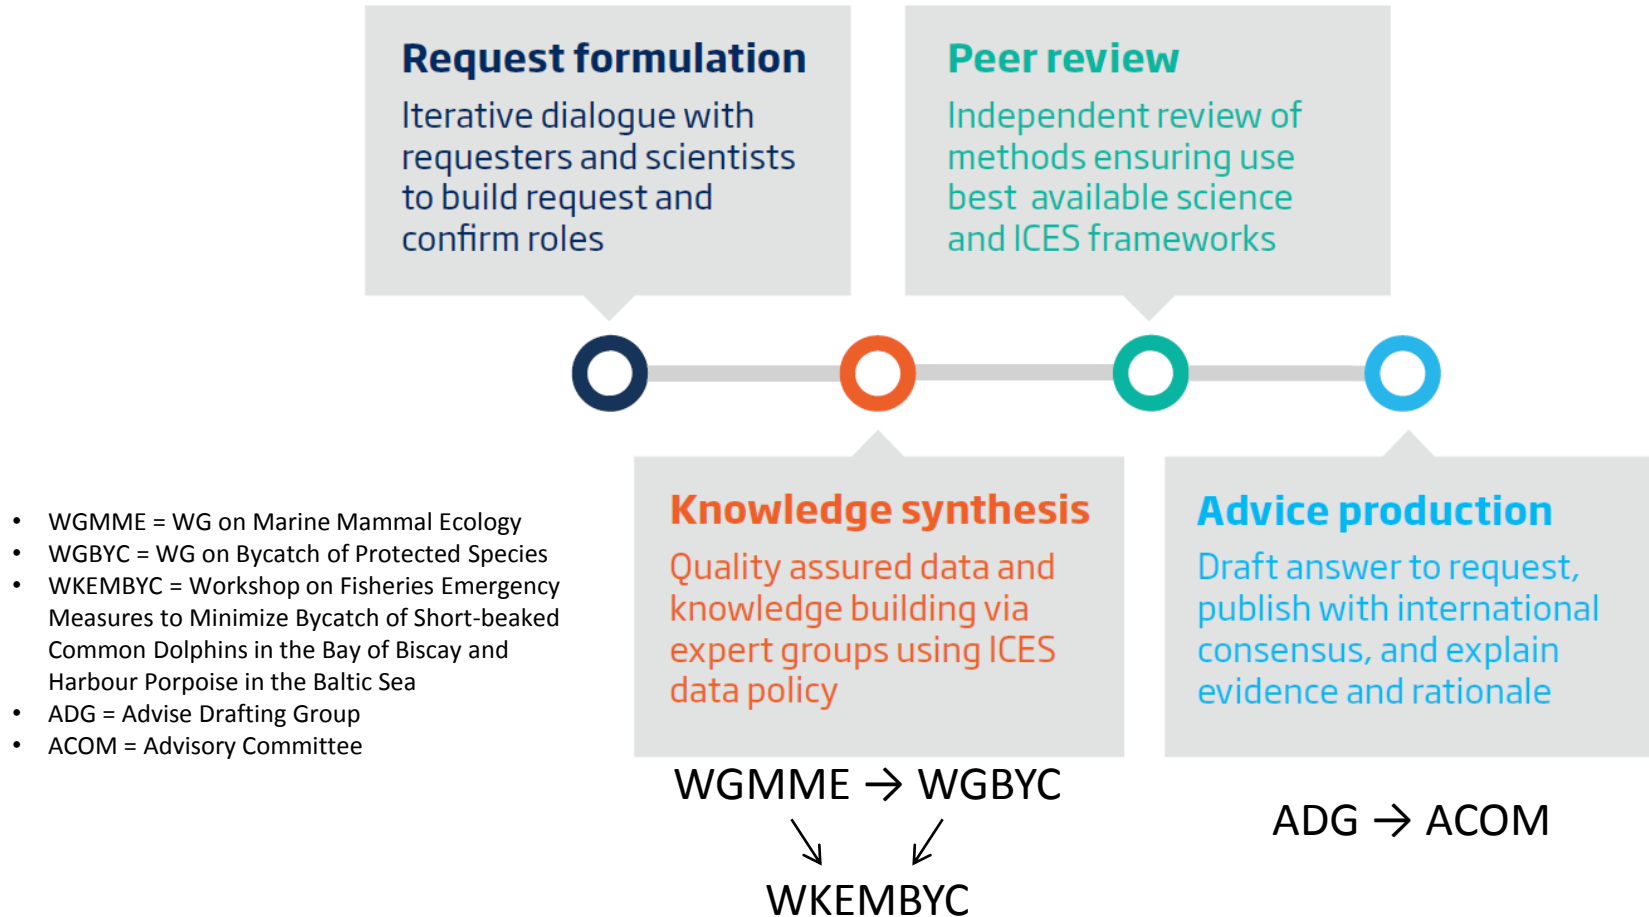 Request formulation
Iterative dialogue with
requesters and scientists
to build request and
confirm roles
Peer review
Independent review of
methods ensuring use
best available science
and ICES frameworks
• WGMME = WG on Marine Mammal Ecology
• WGBYC = WG on Bycatch of Protected Species
• WKEMBYC = Workshop on Fisheries Emergency
Measures to Minimize Bycatch of Short-beaked
Common Dolphins in the Bay of Biscay and
Harbour Porpoise in the Baltic Sea
• ADG = Advise Drafting Group
• ACOM = Advisory Committee
Knowledge synthesis
Quality assured data and
knowledge building via
expert groups using ICES
data policy
Advice production
Draft answer to request,
publish with international
consensus, and explain
evidence and rationale
WGMME → WGBYC
WKEMBYC
ADG → ACOM